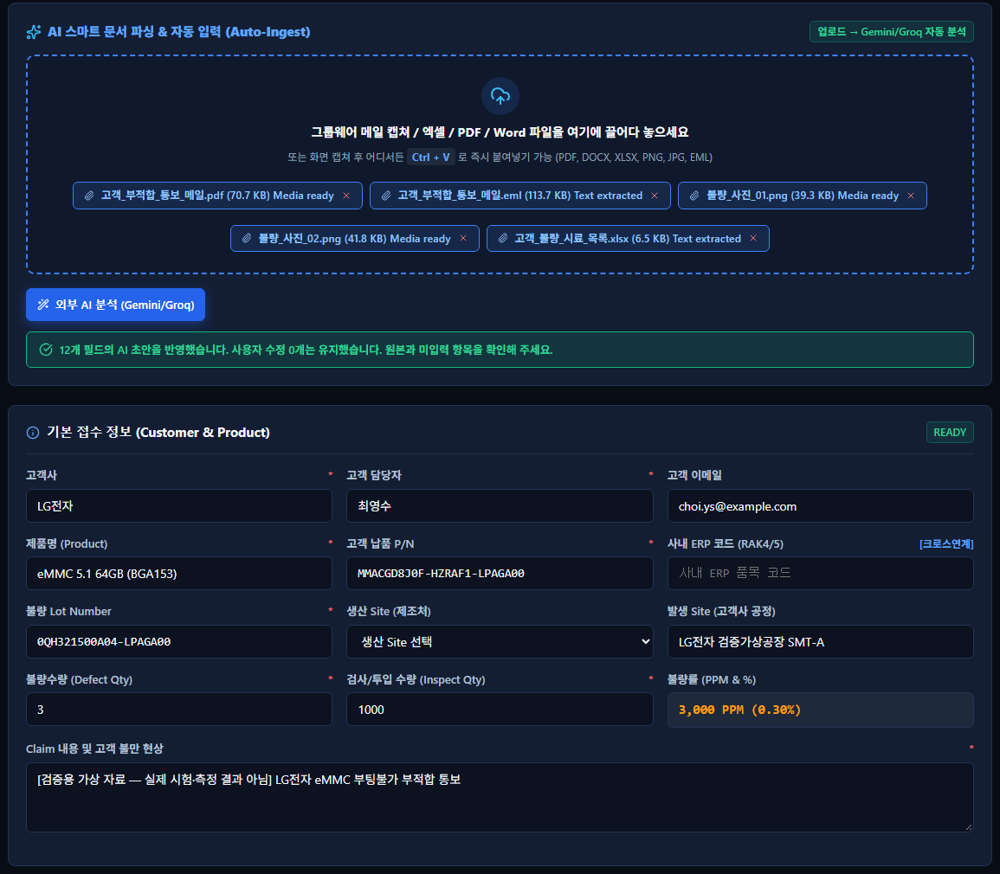 AI 스마트 문서 파싱 & 자동 입력 (Auto-Ingest)
업로드 → Gemini/Groq 자동 분석
그룹웨어 메일 캡쳐 / 엑셀 / PDF / Word 파일을 여기에 끌어다 놓으세요
또는 화면 캡쳐 후 어디서든 Ctrl + V 로 즉시 붙여넣기 가능 (PDF, DOCX, XLSX, PNG, JPG, EML)
고객_부적합_통보_메일.pdf (70.7 KB) Media ready ×
고객_부적합_통보_메일.eml (113.7 KB) Text extracted ×
불량_사진_01.png (39.3 KB) Media ready ×
불량_사진_02.png (41.8 KB) Media ready ×
고객_불량_시료_목록.xlsx (6.5 KB) Text extracted ×
외부 AI 분석 (Gemini/Groq)
12개 필드의 AI 초안을 반영했습니다. 사용자 수정 0개는 유지했습니다. 원본과 미입력 항목을 확인해 주세요.
기본 접수 정보 (Customer & Product)
READY
고객사 *
고객 담당자 *
고객 이메일
LG전자
최영수
choi.ys@example.com
제품명 (Product) *
고객 납품 P/N *
사내 ERP 코드 (RAK4/5) [크로스연계]
eMMC 5.1 64GB (BGA153)
MMACGD8J0F-HZRAF1-LPAGA00
사내 ERP 품목 코드
불량 Lot Number *
생산 Site (제조처)
발생 Site (고객사 공정)
0QH321500A04-LPAGA00
생산 Site 선택
LG전자 검증가상공장 SMT-A
불량수량 (Defect Qty) *
검사/투입 수량 (Inspect Qty) *
불량률 (PPM & %)
3
1000
3,000 PPM (0.30%)
Claim 내용 및 고객 불만 현상 *
[검증용 가상 자료 — 실제 시험·측정 결과 아님] LG전자 eMMC 부팅불가 부적합 통보